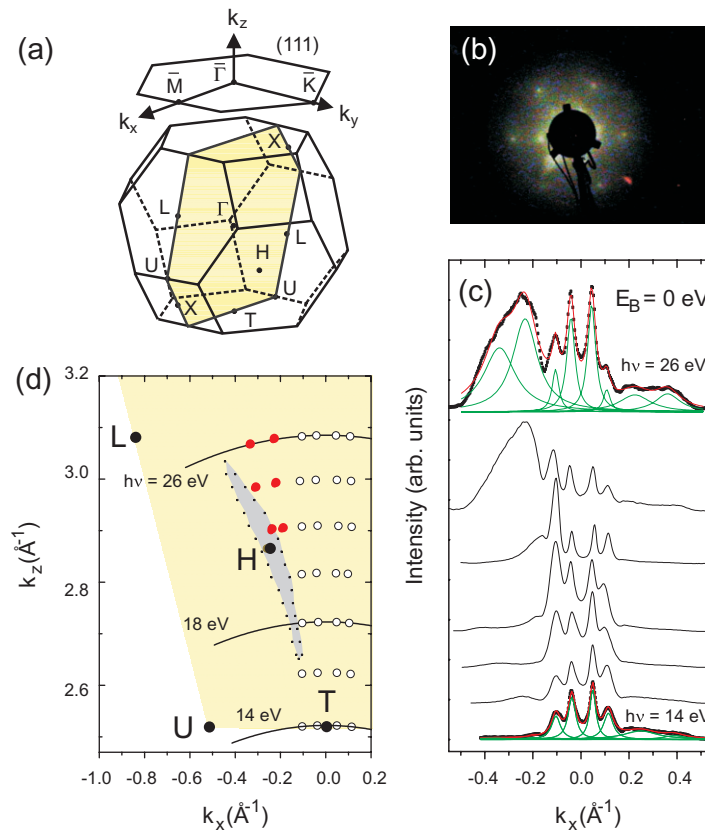 (a)
k_z
(111)
M̄
Γ̄
K̄
k_x
k_y
X
L
Γ
L
H
U
U
X
T
(b)
(c)
E_B = 0 eV
hν = 26 eV
hν = 14 eV
Intensity (arb. units)
-0.4 -0.2 0.0 0.2 0.4
k_x(Å⁻¹)
(d)
3.2
3.0
2.8
2.6
k_z(Å⁻¹)
L
hν = 26 eV
H
18 eV
14 eV
U
T
-1.0 -0.8 -0.6 -0.4 -0.2 0.0 0.2
k_x(Å⁻¹)